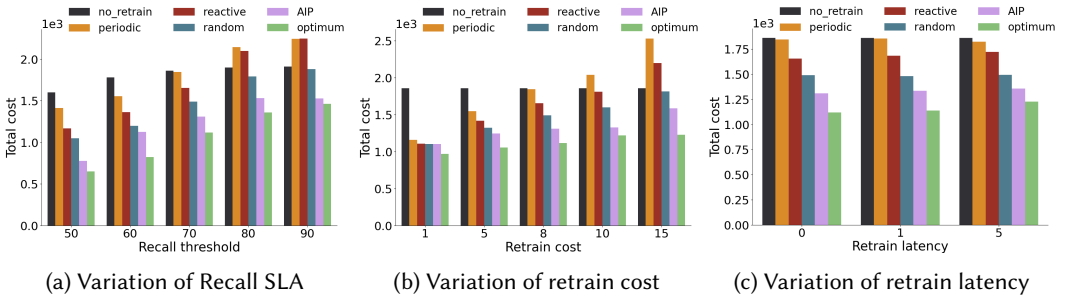 no_retrain reactive AIP
periodic random optimum
1e3
2.0
1.5
1.0
0.5
0.0
Total cost
50 60 70 80 90
Recall threshold
(a) Variation of Recall SLA
no_retrain reactive AIP
periodic random optimum
1e3
2.5
2.0
1.5
1.0
0.5
0.0
Total cost
1 5 8 10 15
Retrain cost
(b) Variation of retrain cost
no_retrain reactive AIP
periodic random optimum
1e3
1.75
1.50
1.25
1.00
0.75
0.50
0.25
0.00
Total cost
0 1 5
Retrain latency
(c) Variation of retrain latency